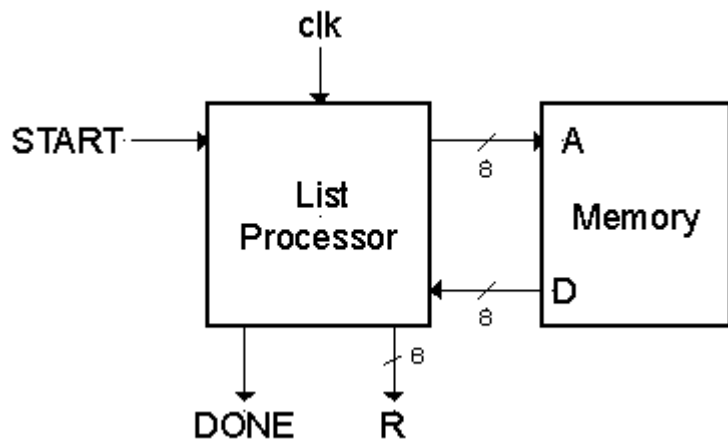 clk
START
A
8
List
Processor
Memory
D
8
8
DONE
R